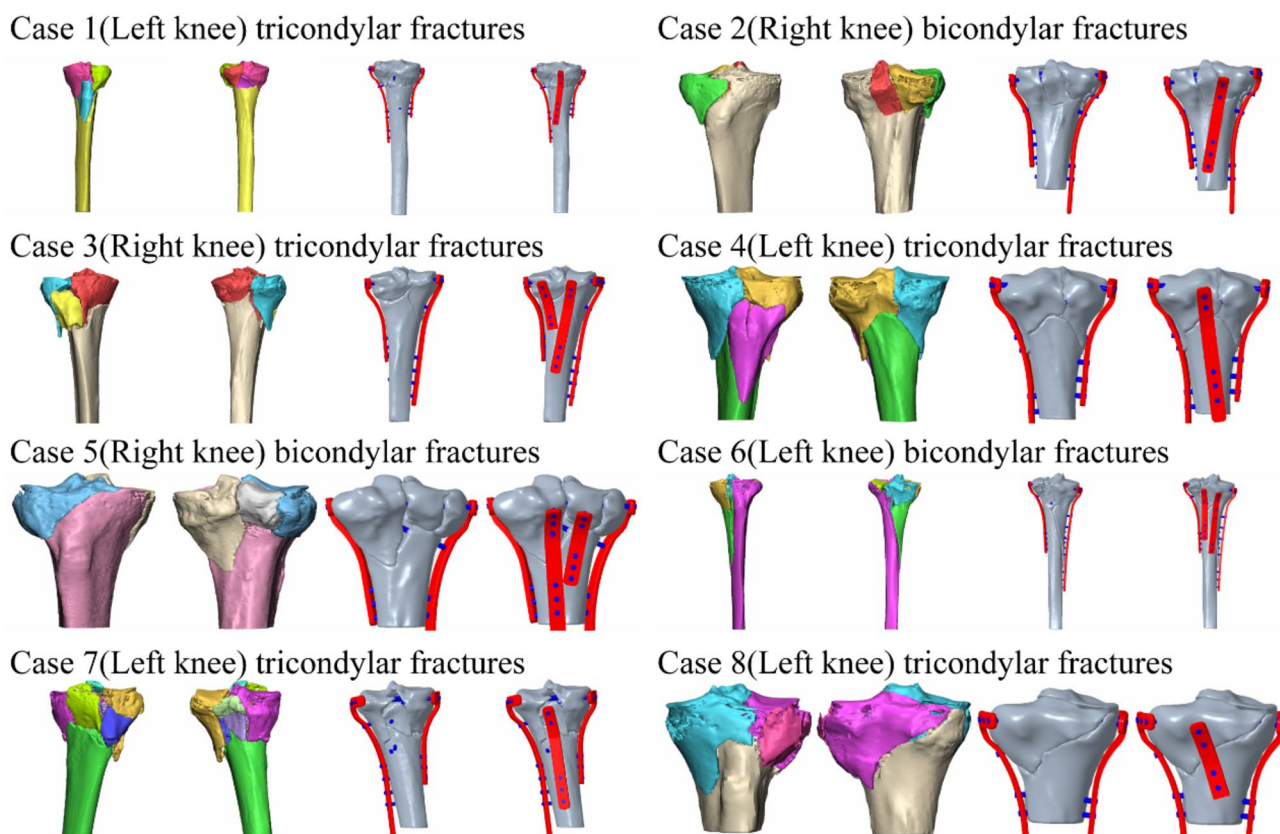 Case 1(Left knee) tricondylar fractures
Case 2(Right knee) bicondylar fractures
Case 3(Right knee) tricondylar fractures
Case 4(Left knee) tricondylar fractures
Case 5(Right knee) bicondylar fractures
Case 6(Left knee) bicondylar fractures
Case 7(Left knee) tricondylar fractures
Case 8(Left knee) tricondylar fractures